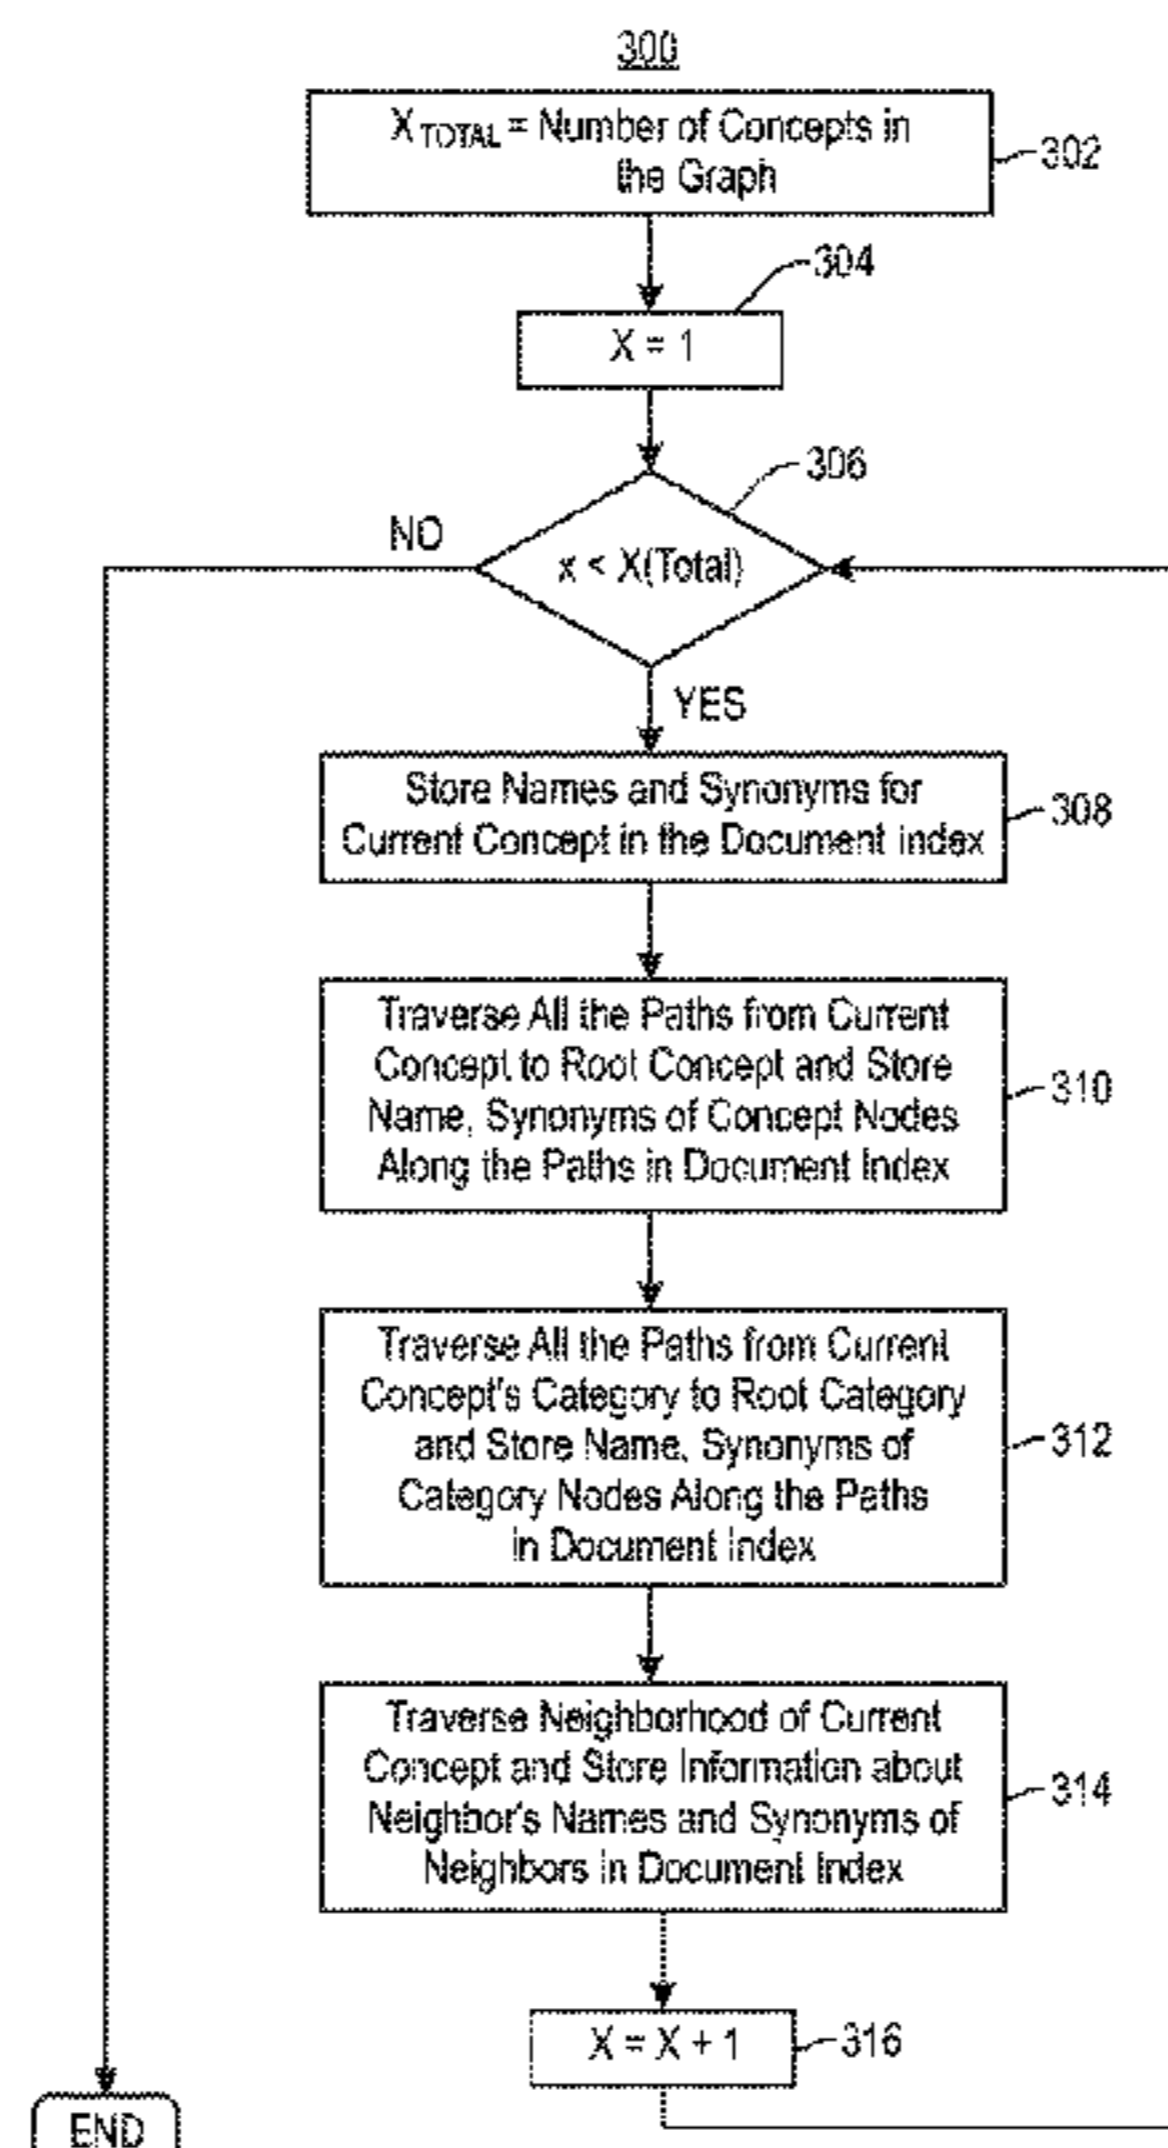 300
X TOTAL = Number of Concepts in
the Graph
302
304
X = 1
306
NO
x < X(Total)
YES
Store Names and Synonyms for
Current Concept in the Document Index
308
Traverse All the Paths from Current
Concept to Root Concept and Store
Name, Synonyms of Concept Nodes
Along the Paths in Document Index
310
Traverse All the Paths from Current
Concept's Category to Root Category
and Store Name, Synonyms of
Category Nodes Along the Paths
in Document Index
312
Traverse Neighborhood of Current
Concept and Store Information about
Neighbor's Names and Synonyms of
Neighbors in Document Index
314
X = X + 1
316
END